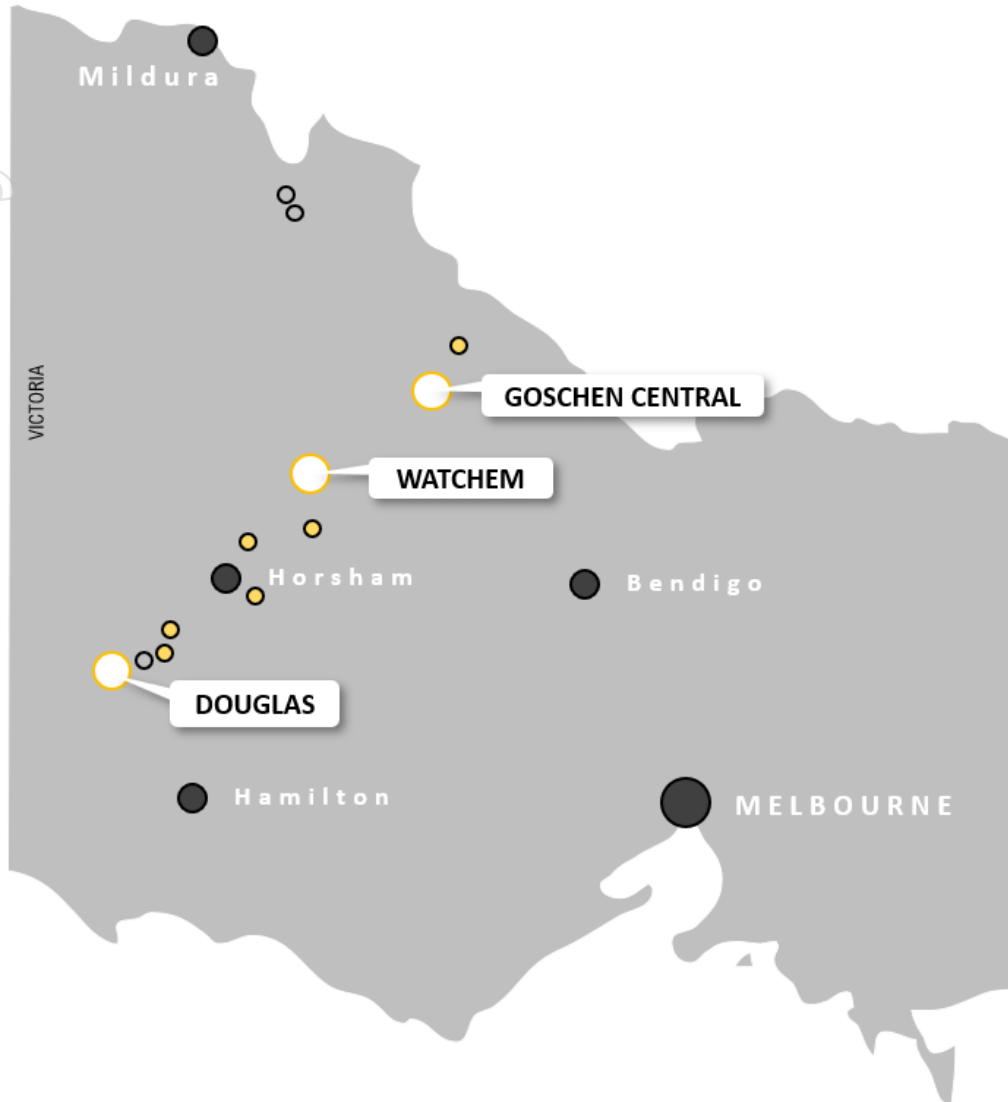 Mildura
VICTORIA
GOSCHEN CENTRAL
WATCHEM
Horsham
Bendigo
DOUGLAS
Hamilton
MELBOURNE